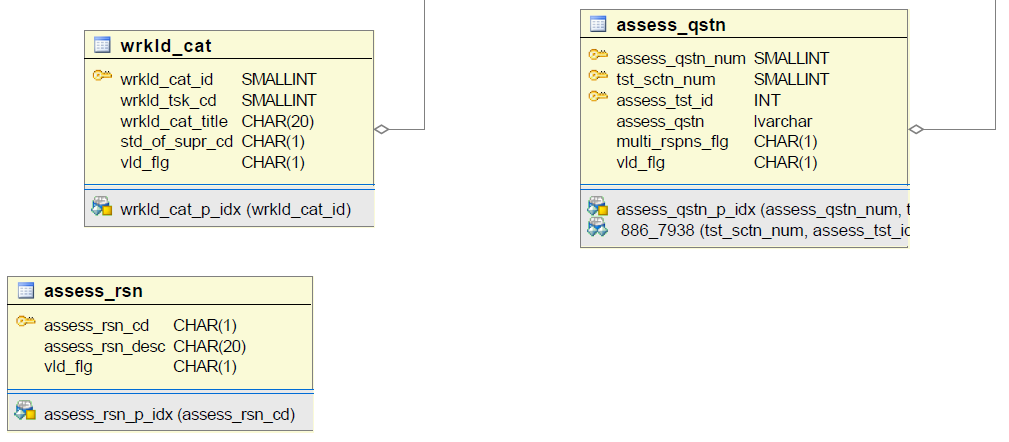 wrkld_cat
wrkld_cat_id SMALLINT
wrkld_tsk_cd SMALLINT
wrkld_cat_title CHAR(20)
std_of_supr_cd CHAR(1)
vld_flg CHAR(1)
wrkld_cat_p_idx (wrkld_cat_id)
assess_qstn
assess_qstn_num SMALLINT
tst_sctn_num SMALLINT
assess_tst_id INT
assess_qstn lvarchar
multi_rspns_flg CHAR(1)
vld_flg CHAR(1)
assess_qstn_p_idx (assess_qstn_num, t
886_7938 (tst_sctn_num, assess_tst_ic
assess_rsn
assess_rsn_cd CHAR(1)
assess_rsn_desc CHAR(20)
vld_flg CHAR(1)
assess_rsn_p_idx (assess_rsn_cd)